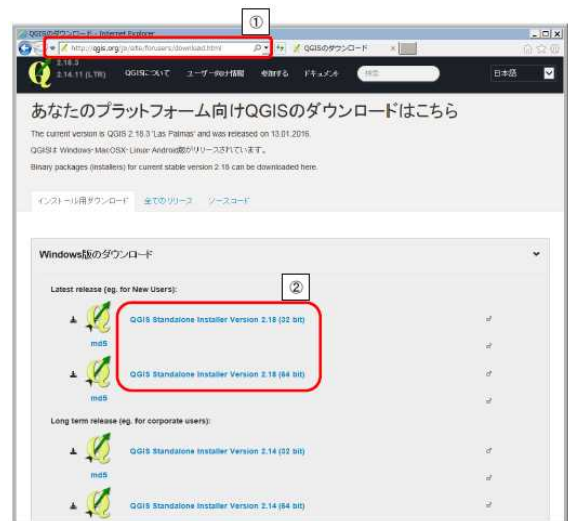 ①
QGISのダウンロード - Internet Explorer
http://qgis.org/ja/site/forusers/download.html
QGISのダウンロード
2.18.3
2.14.11 (LTR)
QGISについて ユーザー向け情報 参加する ドキュメント 検索 日本語
あなたのプラットフォーム向けQGISのダウンロードはこちら
The current version is QGIS 2.18.3 'Las Palmas' and was released on 13.01.2016.
QGISは Windows・MacOSX・Linux・Android版がリリースされています。
Binary packages (installers) for current stable version 2.18 can be downloaded here.
インストール用ダウンロード 全てのリリース ソースコード
Windows版のダウンロード
②
Latest release (eg. for New Users):
QGIS Standalone Installer Version 2.18 (32 bit)
md5
QGIS Standalone Installer Version 2.18 (64 bit)
md5
Long term release (eg. for corporate users):
QGIS Standalone Installer Version 2.14 (32 bit)
md5
QGIS Standalone Installer Version 2.14 (64 bit)